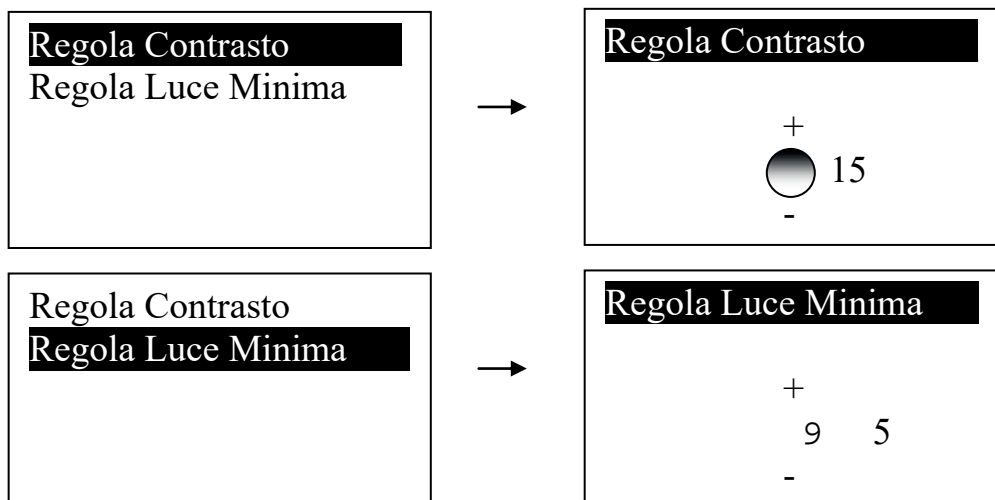 Regola Contrasto
Regola Luce Minima
Regola Contrasto
+
15
-
Regola Contrasto
Regola Luce Minima
Regola Luce Minima
+
9 5
-